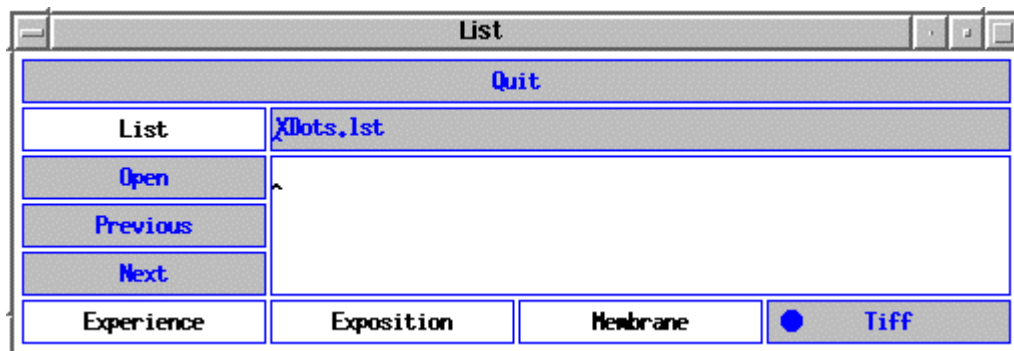 List
Quit
List XDots.lst
Open
Previous
Next
Experience Exposition Membrane Tiff